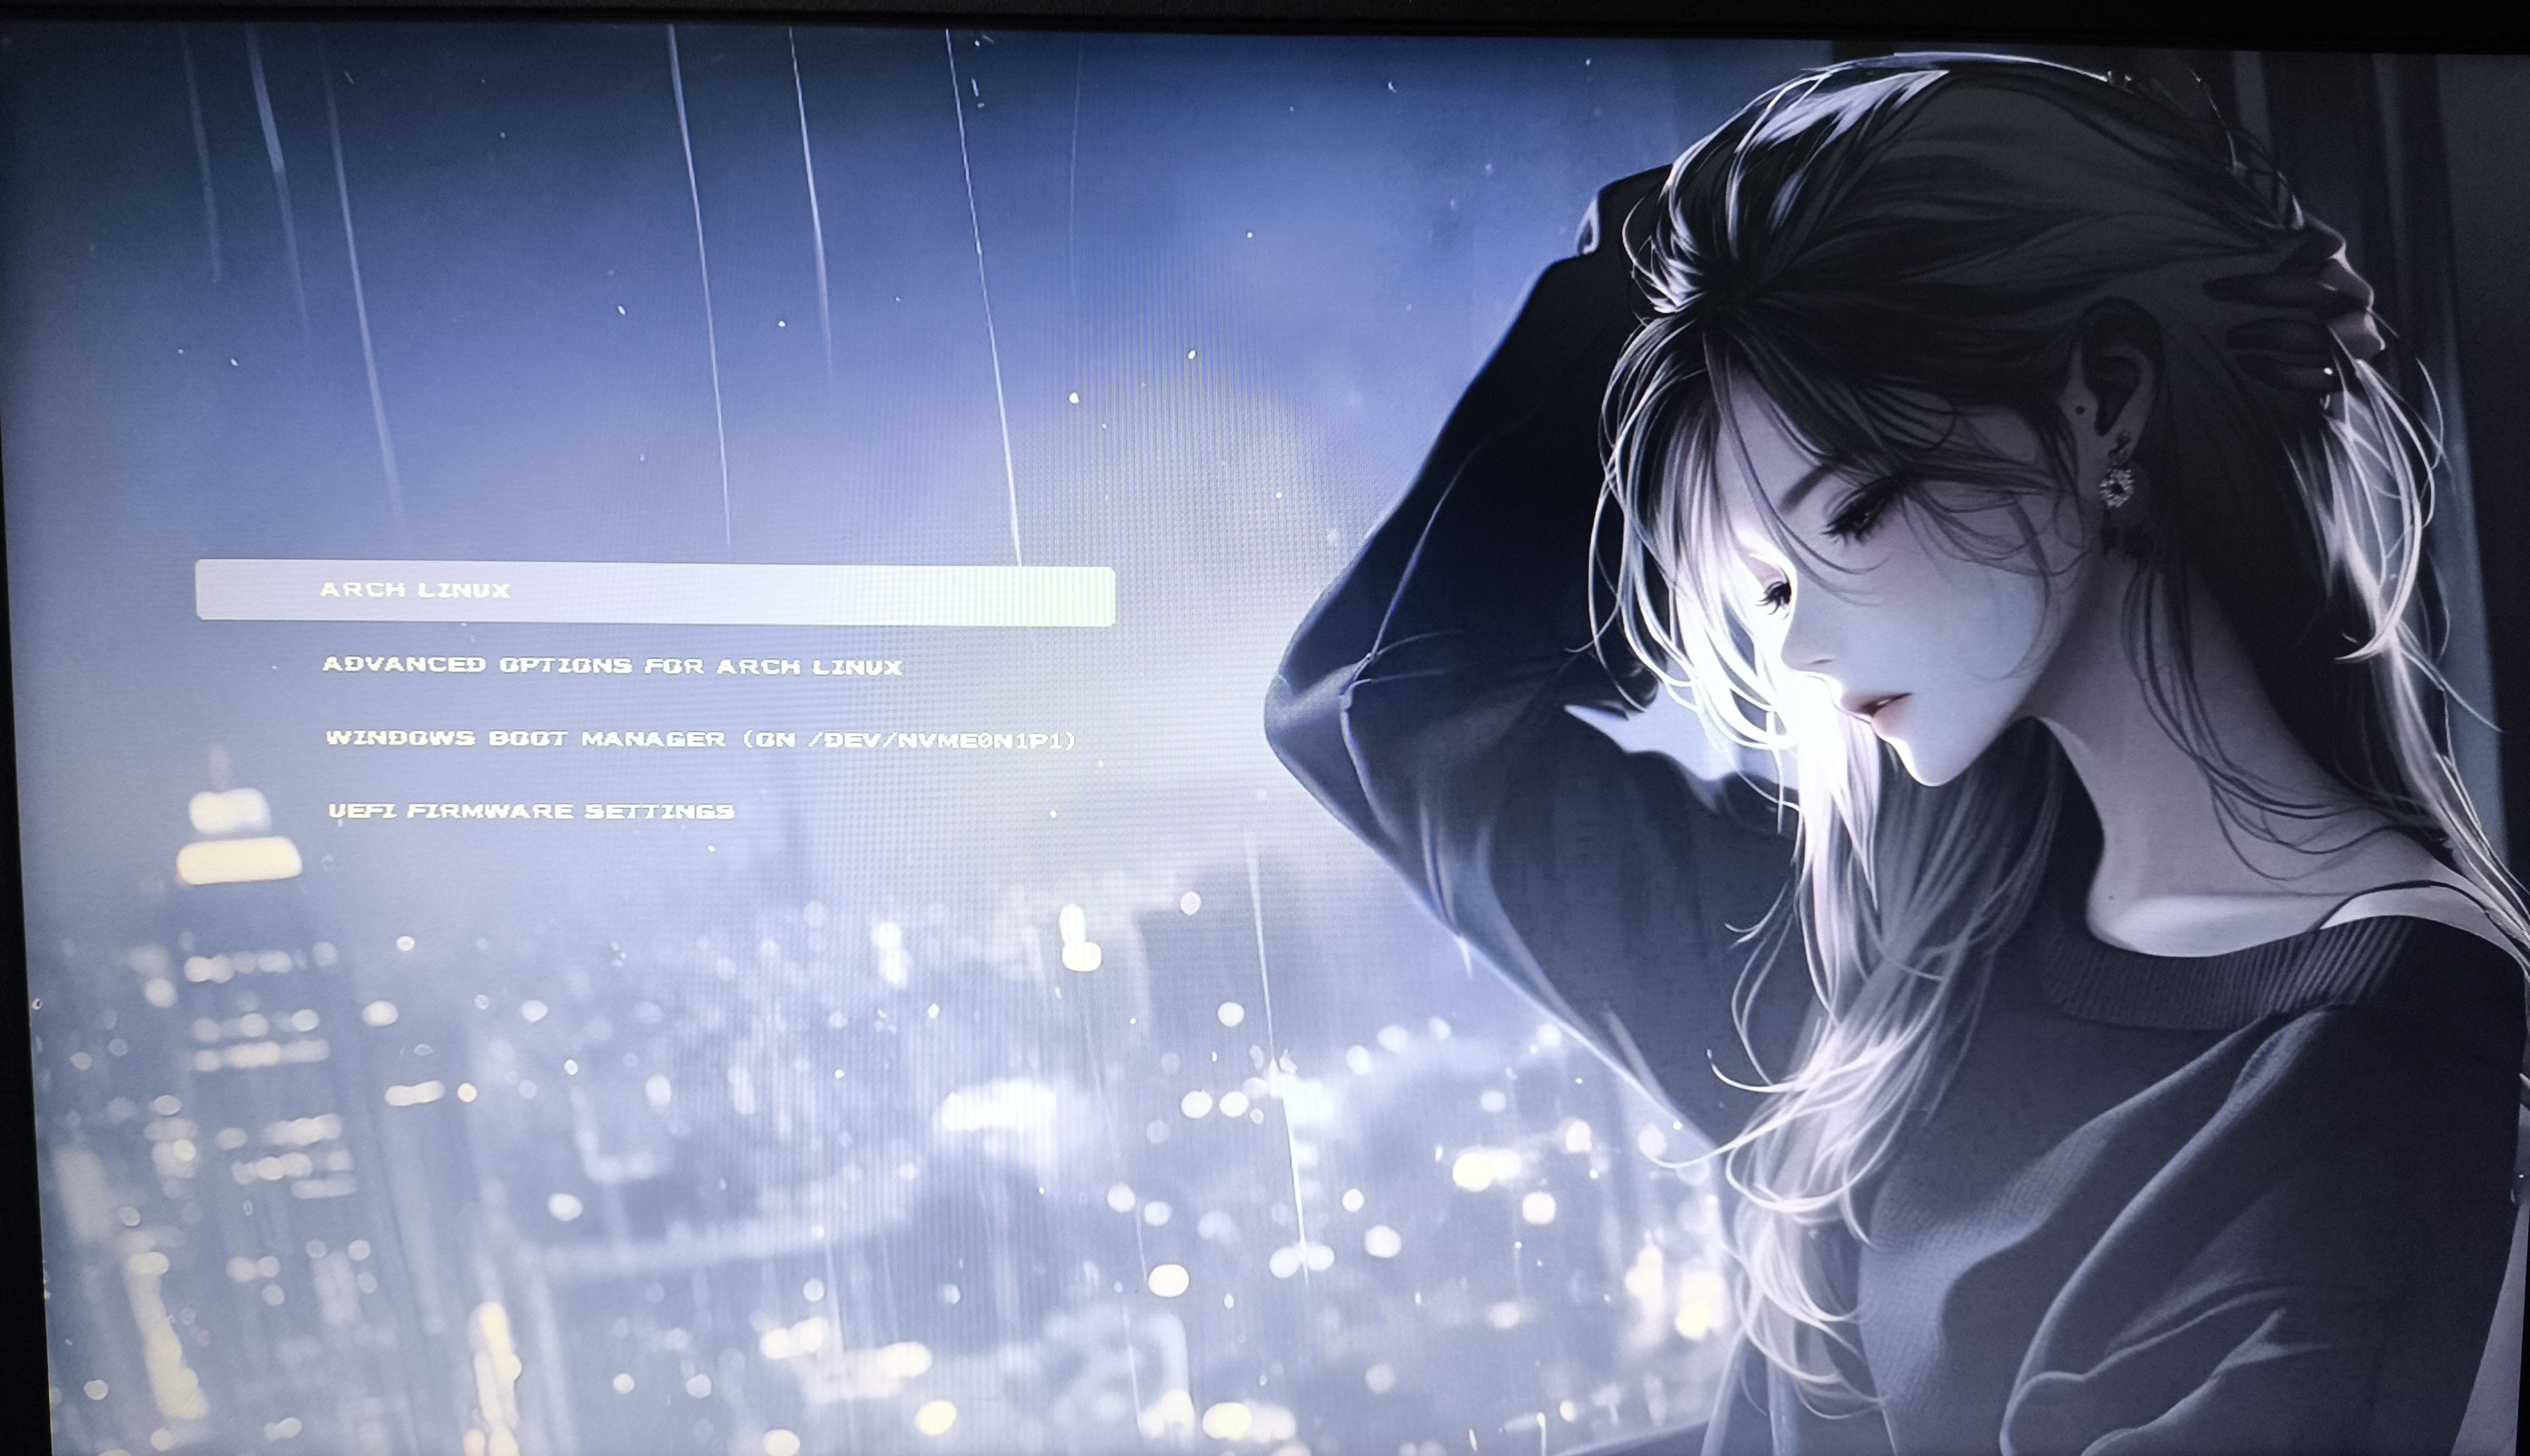 ARCH LINUX
ADVANCED OPTIONS FOR ARCH LINUX
WINDOWS BOOT MANAGER (ON /DEV/NVME0N1P1)
UEFI FIRMWARE SETTINGS